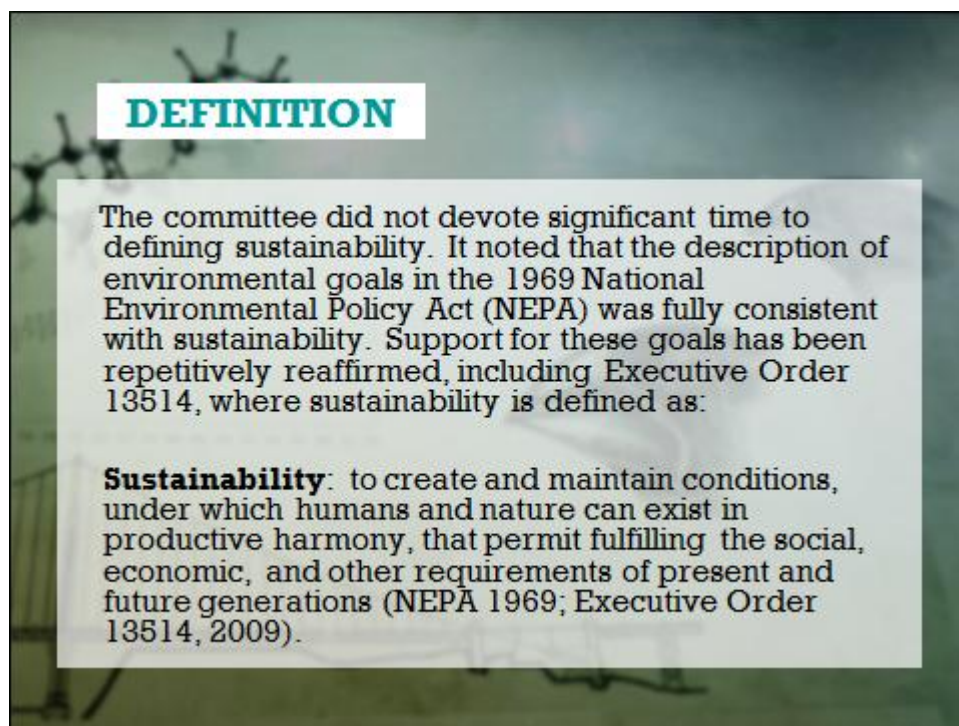 DEFINITION
The committee did not devote significant time to
defining sustainability. It noted that the description of
environmental goals in the 1969 National
Environmental Policy Act (NEPA) was fully consistent
with sustainability. Support for these goals has been
repetitively reaffirmed, including Executive Order
13514, where sustainability is defined as:
Sustainability: to create and maintain conditions,
under which humans and nature can exist in
productive harmony, that permit fulfilling the social,
economic, and other requirements of present and
future generations (NEPA 1969; Executive Order
13514, 2009).